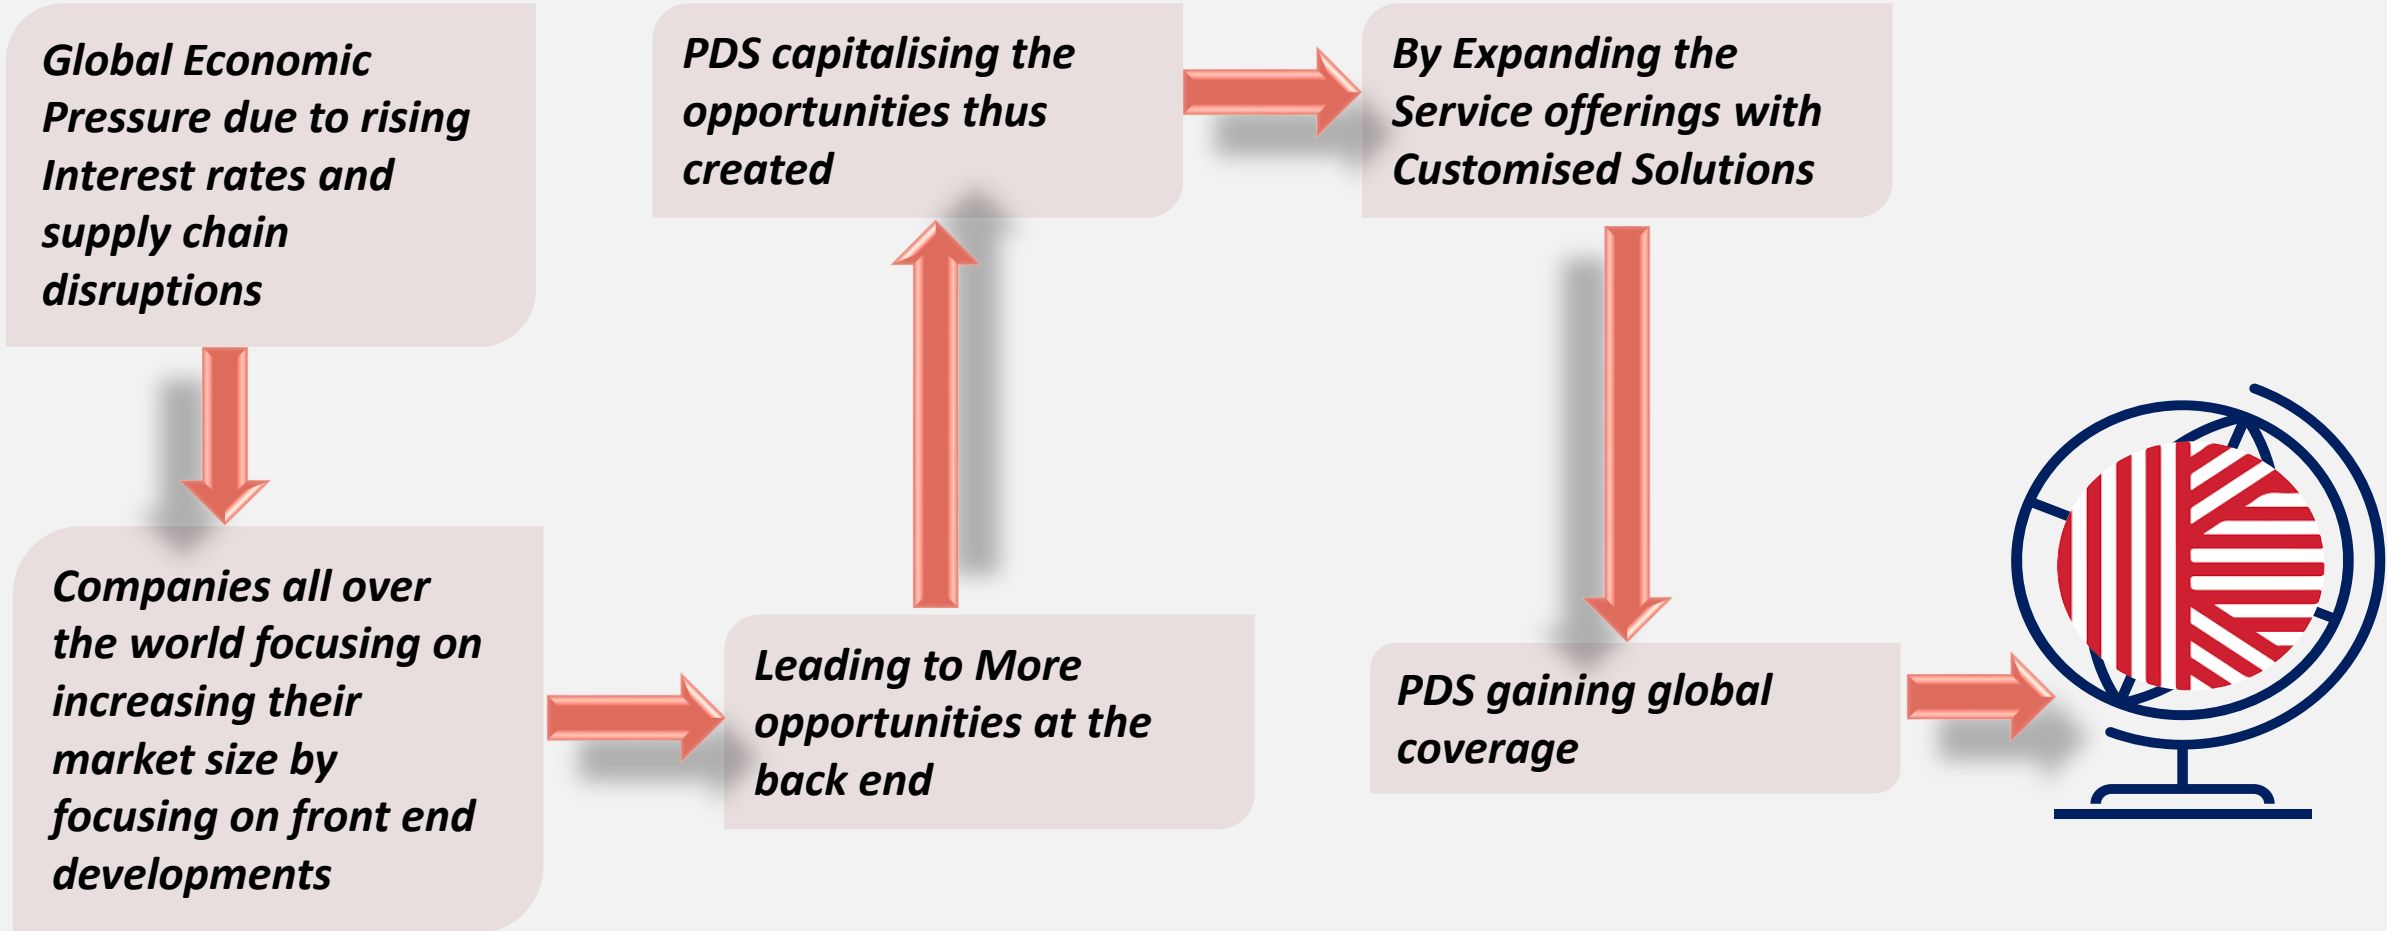 Global Economic
Pressure due to rising
Interest rates and
supply chain
disruptions
Companies all over
the world focusing on
increasing their
market size by
focusing on front end
developments
Leading to More
opportunities at the
back end
PDS capitalising the
opportunities thus
created
By Expanding the
Service offerings with
Customised Solutions
PDS gaining global
coverage